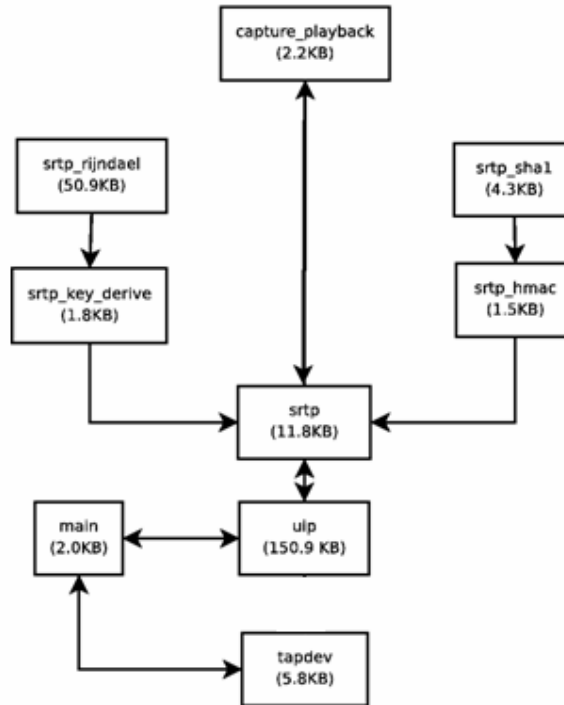 capture_playback
(2.2KB)
srtp_rijndael
(50.9KB)
srtp_sha1
(4.3KB)
srtp_key_derive
(1.8KB)
srtp_hmac
(1.5KB)
srtp
(11.8KB)
main
(2.0KB)
uip
(150.9 KB)
tapdev
(5.8KB)